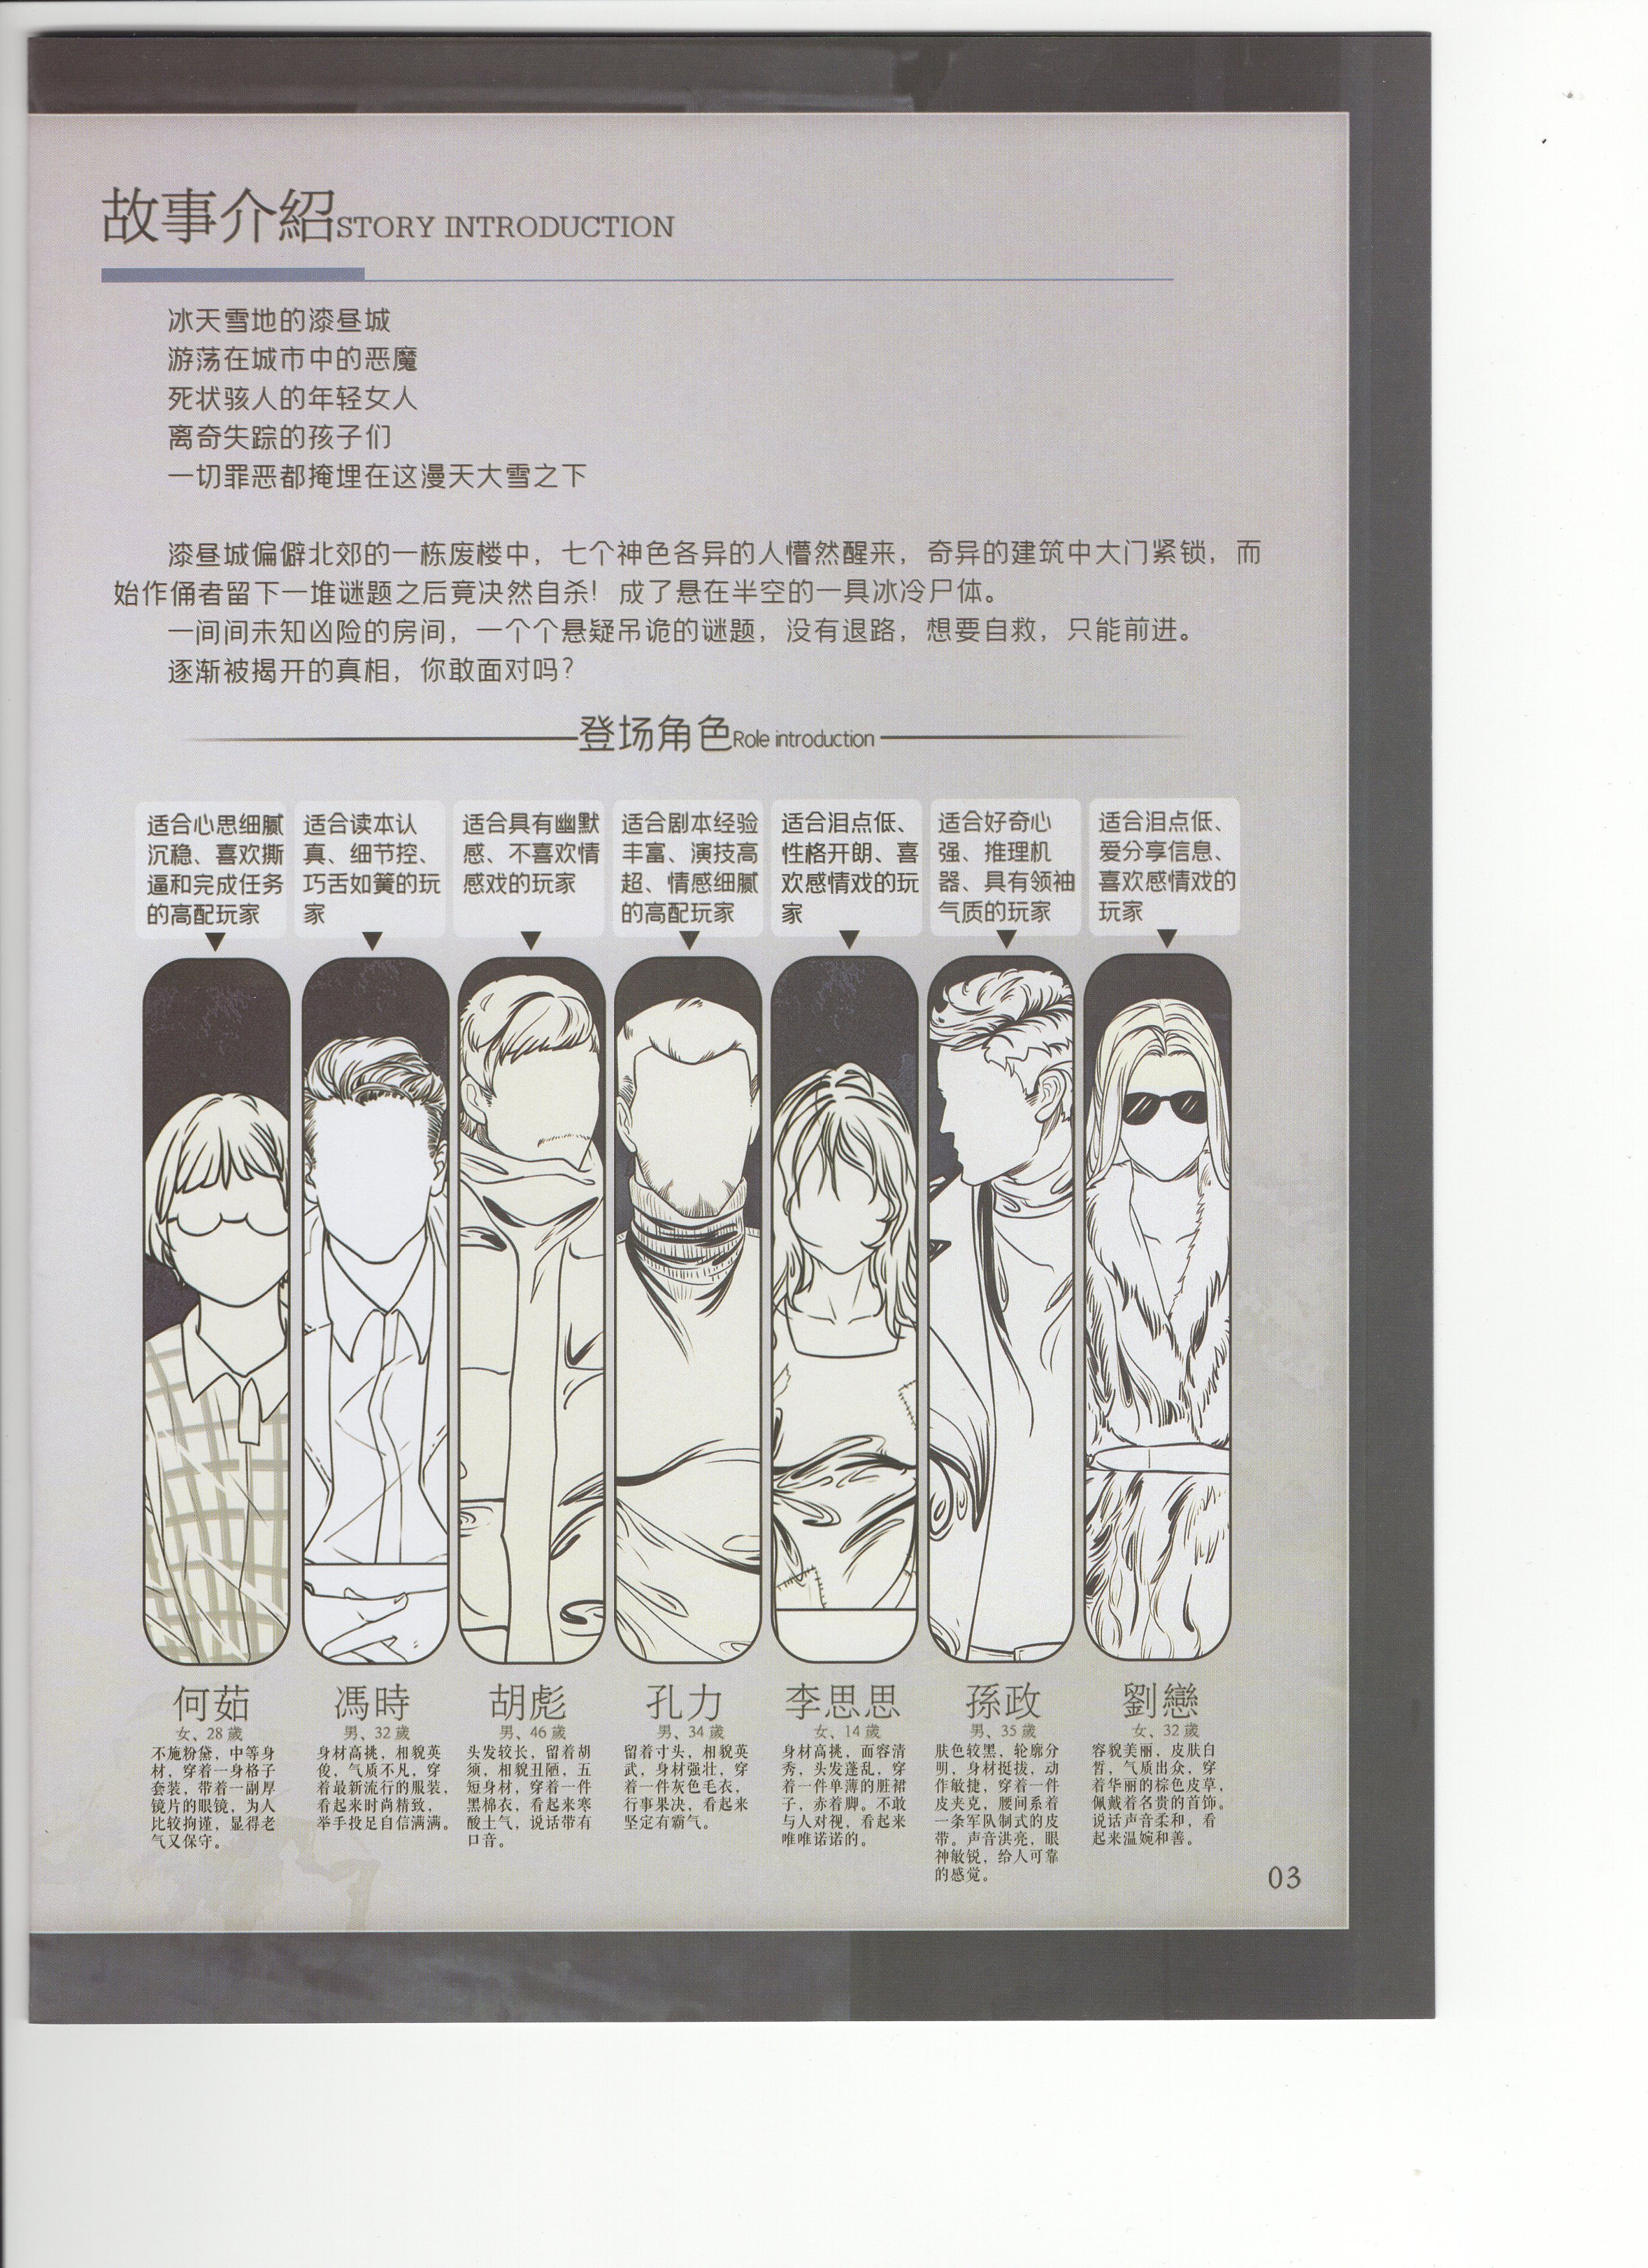 故事介紹STORY INTRODUCTION
冰天雪地的漆昼城
游荡在城市中的恶魔
死状骇人的年轻女人
离奇失踪的孩子们
一切罪恶都掩埋在这漫天大雪之下
漆昼城偏僻北郊的一栋废楼中，七个神色各异的人懵然醒来，奇异的建筑中大门紧锁，而
始作俑者留下一堆谜题之后竟决然自杀！成了悬在半空的一具冰冷尸体。
一间间未知凶险的房间，一个个悬疑吊诡的谜题，没有退路，想要自救，只能前进。
逐渐被揭开的真相，你敢面对吗？
登场角色Role introduction
适合心思细腻
沉稳、喜欢撕
逼和完成任务
的高配玩家
适合读本认
真、细节控、
巧舌如簧的玩
家
适合具有幽默
感、不喜欢情
感戏的玩家
适合剧本经验
丰富、演技高
超、情感细腻
的高配玩家
适合泪点低、
性格开朗、喜
欢感情戏的玩
家
适合好奇心
强、推理机
器、具有领袖
气质的玩家
适合泪点低、
爱分享信息、
喜欢感情戏的
玩家
何茹
女、28 歲
不施粉黛，中等身
材，穿着一身格子
套装，带着一副厚
镜片的眼镜，为人
比较拘谨，显得老
气又保守。
馮時
男、32 歲
身材高挑，相貌英
俊，气质不凡，穿
着最新流行的服装，
看起来时尚精致，
举手投足自信满满。
胡彪
男、46 歲
头发较长，留着胡
须，相貌丑陋，五
短身材，穿着一件
黑棉衣，看起来寒
酸土气，说话带有
口音。
孔力
男、34 歲
留着寸头，相貌英
武，身材强壮，穿
着一件灰色毛衣，
行事果决，看起来
坚定有霸气。
李思思
女、14 歲
身材高挑，面容清
秀，头发蓬乱，穿
着一件单薄的脏裙
子，赤着脚。不敢
与人对视，看起来
唯唯诺诺的。
孫政
男、35 歲
肤色较黑，轮廓分
明，身材挺拔，动
作敏捷，穿着一件
皮夹克，腰间系着
一条军队制式的皮
带。声音洪亮，眼
神敏锐，给人可靠
的感觉。
劉戀
女、32 歲
容貌美丽，皮肤白
皙，气质出众，穿
着华丽的棕色皮草，
佩戴着名贵的首饰。
说话声音柔和，看
起来温婉和善。
03